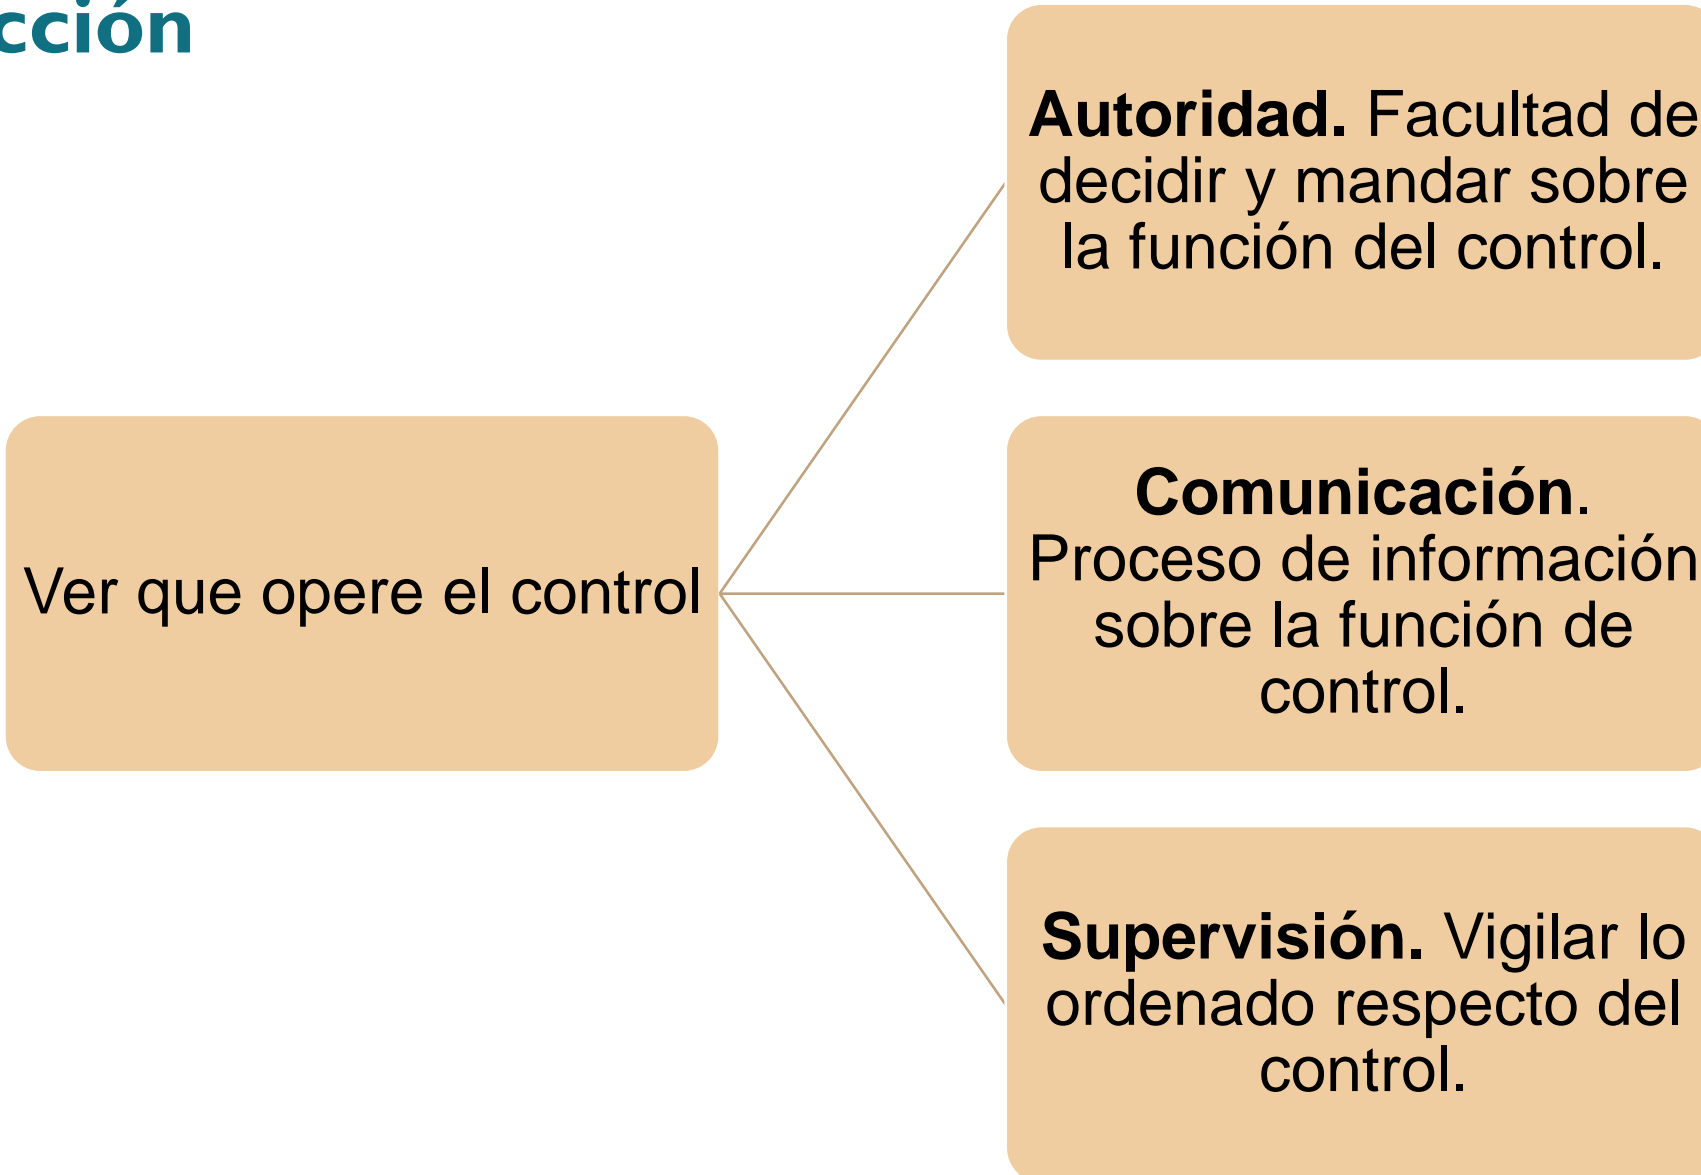 cción
Autoridad. Facultad de
decidir y mandar sobre
la función del control.
Ver que opere el control
Comunicación.
Proceso de información
sobre la función de
control.
Supervisión. Vigilar lo
ordenado respecto del
control.